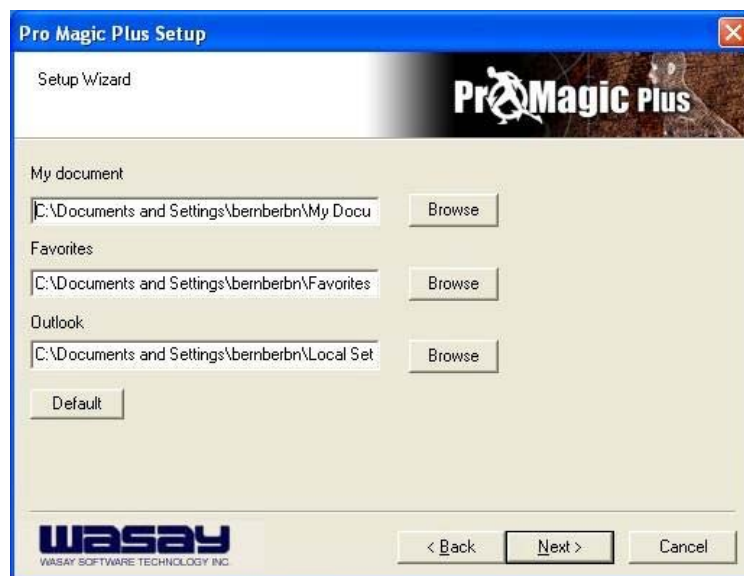 Pro Magic Plus Setup
Setup Wizard
ProMagic Plus
My document
C:\Documents and Settings\bernberbn\My Docu
Browse
Favorites
C:\Documents and Settings\bernberbn\Favorites
Browse
Outlook
C:\Documents and Settings\bernberbn\Local Set
Browse
Default
wasay
WASAY SOFTWARE TECHNOLOGY INC.
< Back
Next >
Cancel